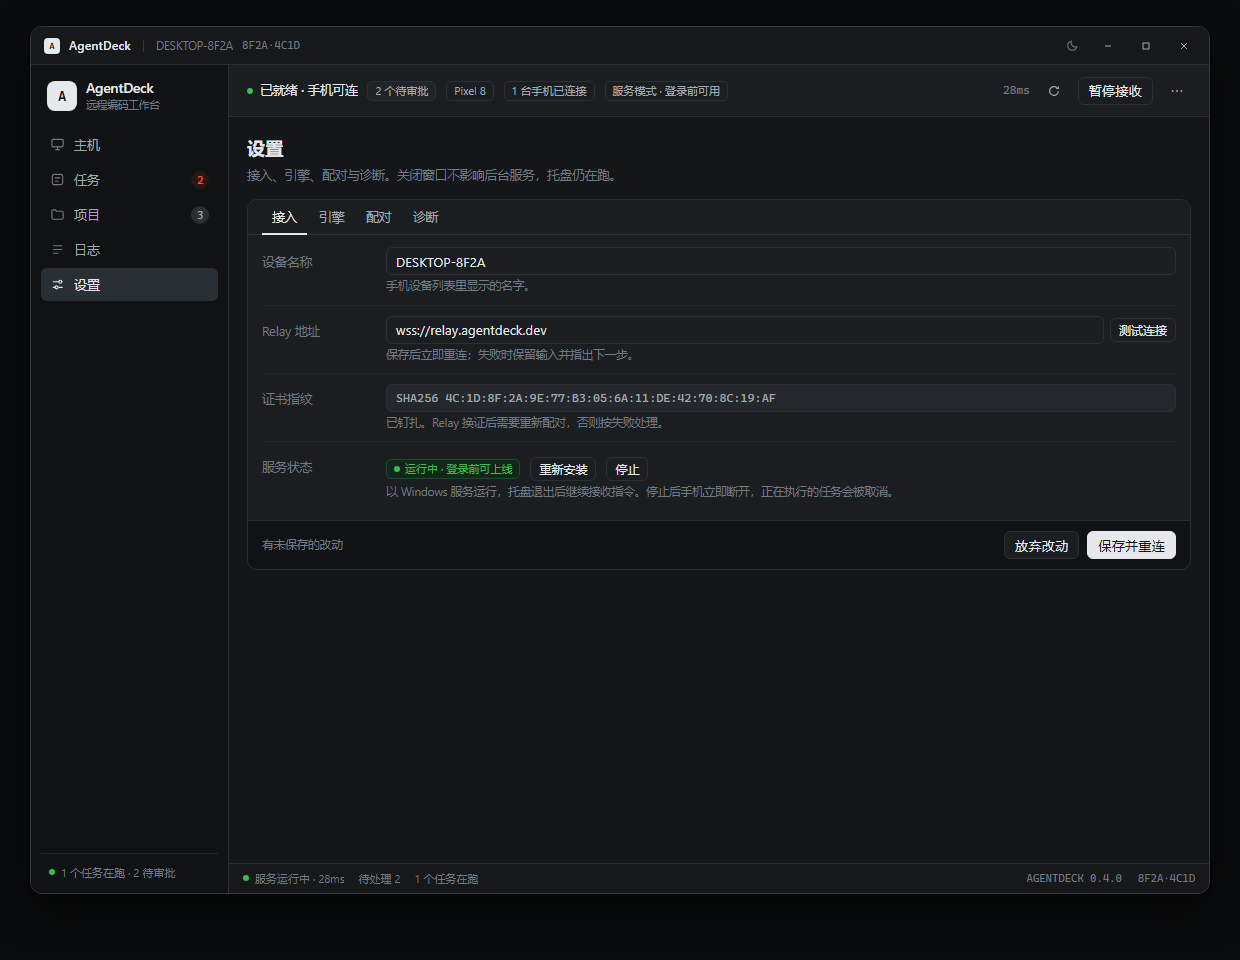 A AgentDeck DESKTOP-8F2A 8F2A·4C1D
A AgentDeck
远程编码工作台
主机
任务 2
项目 3
日志
设置
1 个任务在跑 · 2 待审批
已就绪 · 手机可连 2 个待审批 Pixel 8 1 台手机已连接 服务模式 · 登录前可用 28ms 暂停接收 ···
设置
接入、引擎、配对与诊断。关闭窗口不影响后台服务，托盘仍在跑。
接入 引擎 配对 诊断
设备名称 DESKTOP-8F2A
手机设备列表里显示的名字。
Relay 地址 wss://relay.agentdeck.dev 测试连接
保存后立即重连；失败时保留输入并指出下一步。
证书指纹 SHA256 4C:1D:8F:2A:9E:77:B3:05:6A:11:DE:42:70:8C:19:AF
已钉扎。Relay 换证后需要重新配对，否则按失败处理。
服务状态 运行中 · 登录前可上线 重新安装 停止
以 Windows 服务运行，托盘退出后继续接收指令。停止后手机立即断开，正在执行的任务会被取消。
有未保存的改动 放弃改动 保存并重连
服务运行中 · 28ms 待处理 2 1 个任务在跑 AGENTDECK 0.4.0 8F2A·4C1D